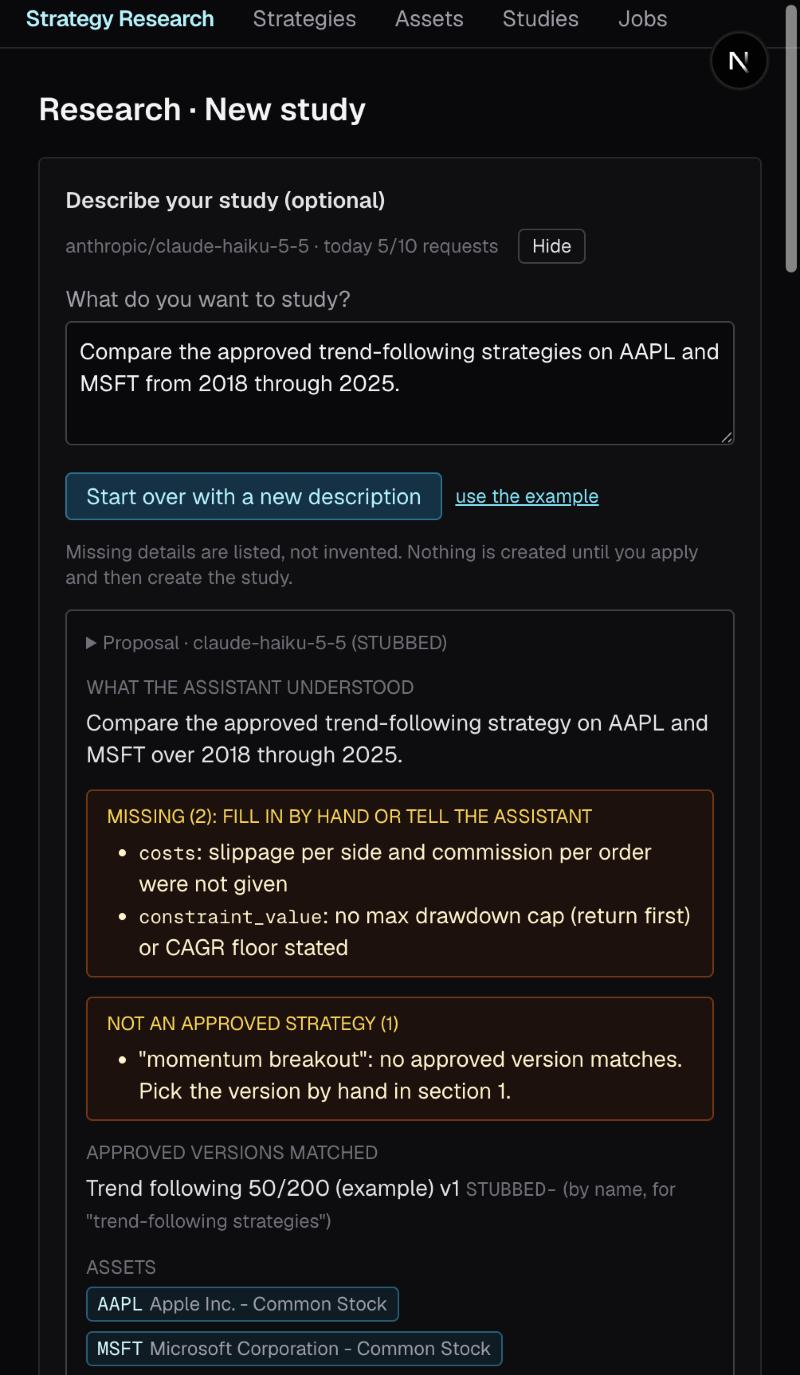 Strategy Research Strategies Assets Studies Jobs
N
Research · New study
Describe your study (optional)
anthropic/claude-haiku-5-5 · today 5/10 requests Hide
What do you want to study?
Compare the approved trend-following strategies on AAPL and
MSFT from 2018 through 2025.
Start over with a new description use the example
Missing details are listed, not invented. Nothing is created until you apply
and then create the study.
▶ Proposal · claude-haiku-5-5 (STUBBED)
WHAT THE ASSISTANT UNDERSTOOD
Compare the approved trend-following strategy on AAPL and
MSFT over 2018 through 2025.
MISSING (2): FILL IN BY HAND OR TELL THE ASSISTANT
• costs: slippage per side and commission per order
were not given
• constraint_value: no max drawdown cap (return first)
or CAGR floor stated
NOT AN APPROVED STRATEGY (1)
• "momentum breakout": no approved version matches.
Pick the version by hand in section 1.
APPROVED VERSIONS MATCHED
Trend following 50/200 (example) v1 STUBBED- (by name, for
"trend-following strategies")
ASSETS
AAPL Apple Inc. - Common Stock
MSFT Microsoft Corporation - Common Stock